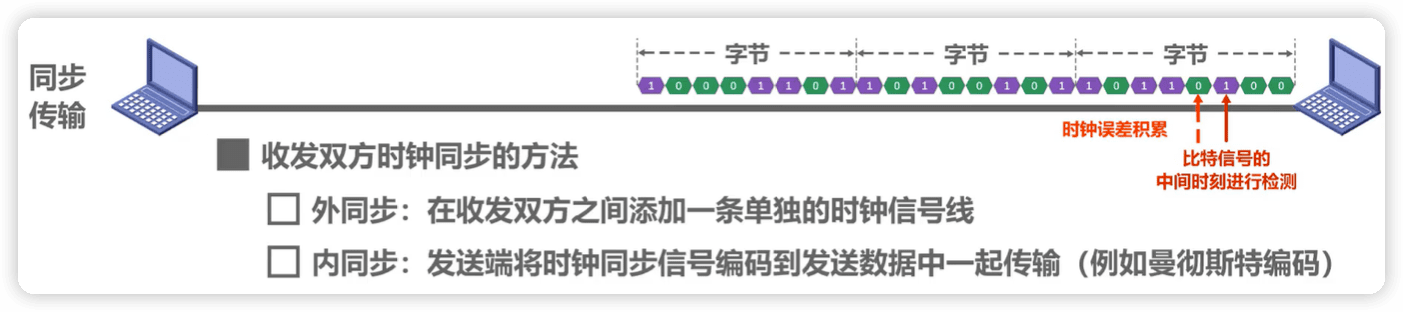 同步
传输
字节 字节 字节
1 0 0 0 1 1 0 1 1 0 1 0 0 1 0 1 1 0 1 1 0 1 0 0
时钟误差积累
比特信号的
中间时刻进行检测
收发双方时钟同步的方法
外同步：在收发双方之间添加一条单独的时钟信号线
内同步：发送端将时钟同步信号编码到发送数据中一起传输（例如曼彻斯特编码）